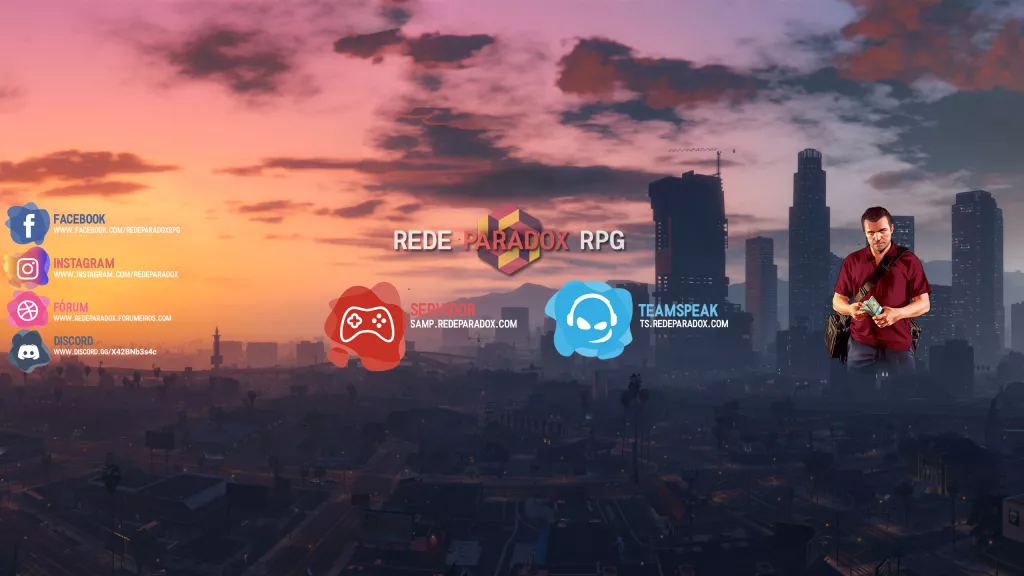 FACEBOOK
WWW.FACEBOOK.COM/REDEPARADOXRPG
INSTAGRAM
WWW.INSTAGRAM.COM/REDEPARADOX
FÓRUM
WWW.REDEPARADOX.FORUMEIROS.COM
DISCORD
WWW.DISCORD.GG/X42BNb3s4c
REDE PARADOX RPG
SERVIDOR
SAMP.REDEPARADOX.COM
TEAMSPEAK
TS.REDEPARADOX.COM